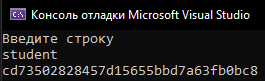 Консоль отладки Microsoft Visual Studio
Введите строку
student
cd73502828457d15655bbd7a63fb0bc8